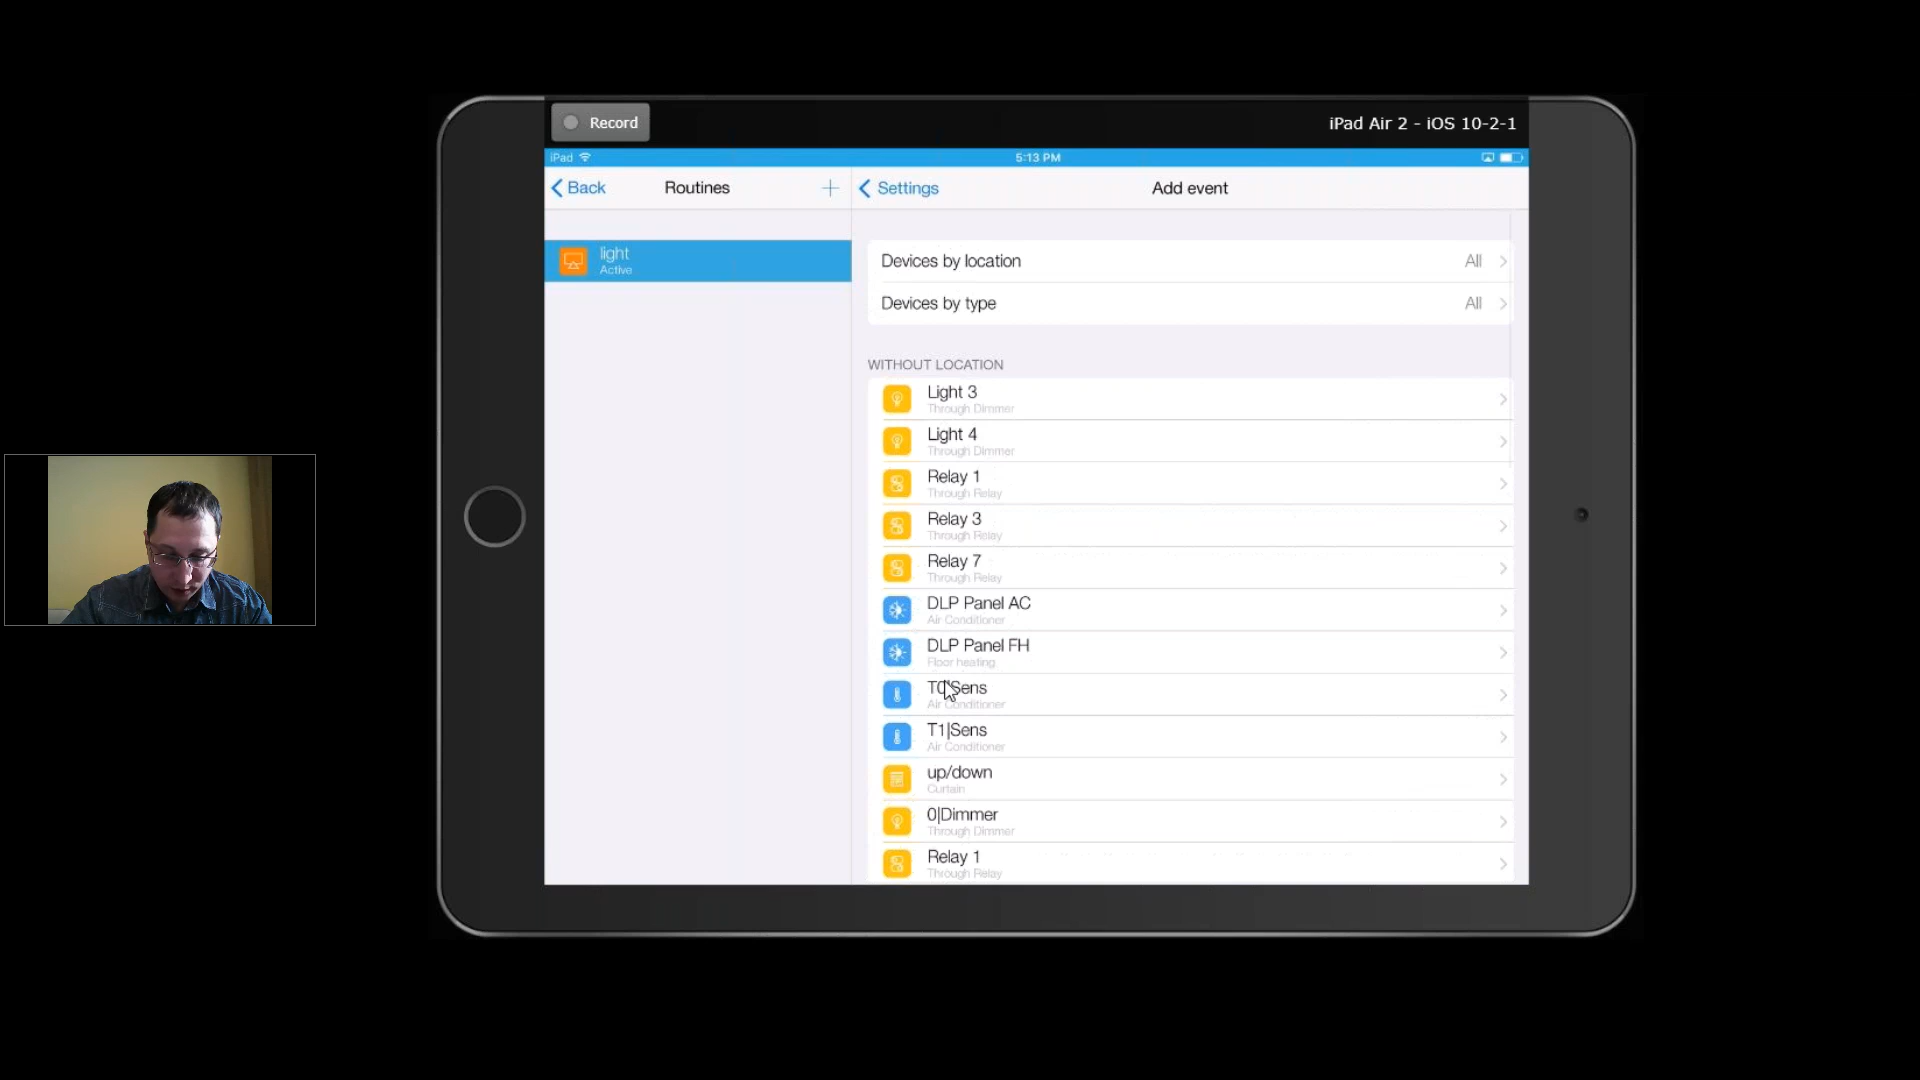 Record
iPad Air 2 - iOS 10-2-1
iPad
5:13 PM
Back
Routines
Settings
Add event
light
Active
Devices by location
All
Devices by type
All
WITHOUT LOCATION
Light 3
Through Dimmer
Light 4
Through Dimmer
Relay 1
Through Relay
Relay 3
Through Relay
Relay 7
Through Relay
DLP Panel AC
Air Conditioner
DLP Panel FH
Floor heating
T0|Sens
Air Conditioner
T1|Sens
Air Conditioner
up/down
Curtain
0|Dimmer
Through Dimmer
Relay 1
Through Relay